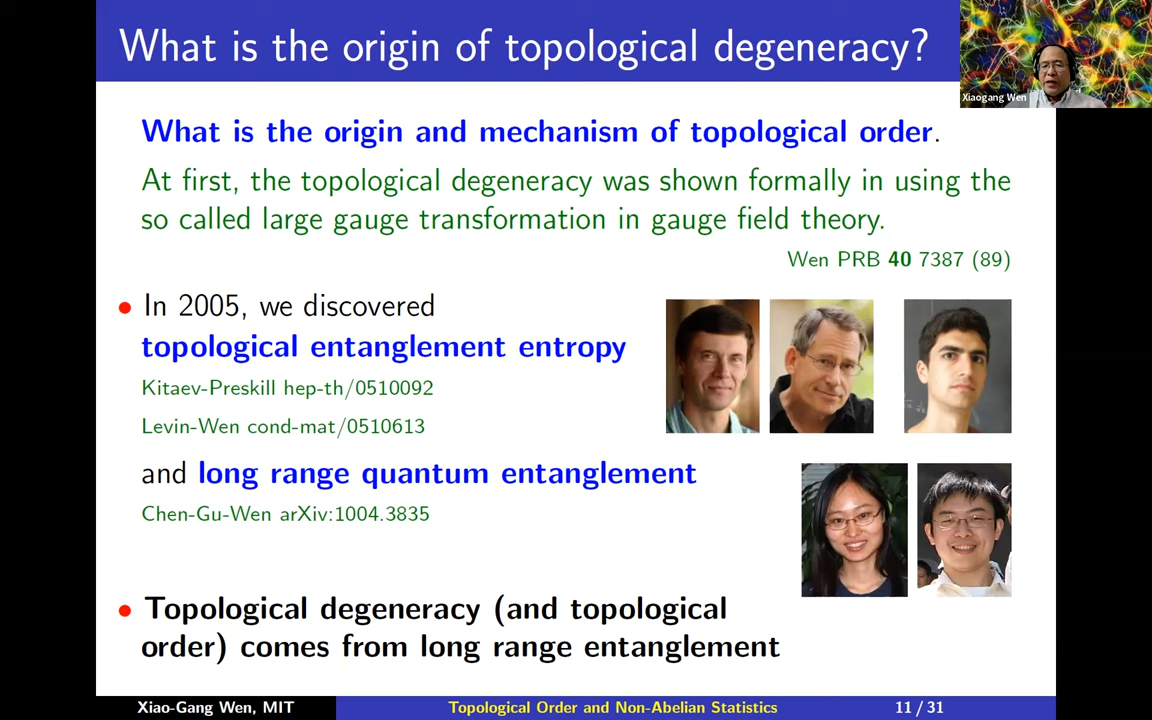 What is the origin of topological degeneracy?
Xiaogang Wen
What is the origin and mechanism of topological order.
At first, the topological degeneracy was shown formally in using the
so called large gauge transformation in gauge field theory.
Wen PRB 40 7387 (89)
• In 2005, we discovered
topological entanglement entropy
Kitaev-Preskill hep-th/0510092
Levin-Wen cond-mat/0510613
and long range quantum entanglement
Chen-Gu-Wen arXiv:1004.3835
• Topological degeneracy (and topological
order) comes from long range entanglement
Xiao-Gang Wen, MIT
Topological Order and Non-Abelian Statistics
11 / 31